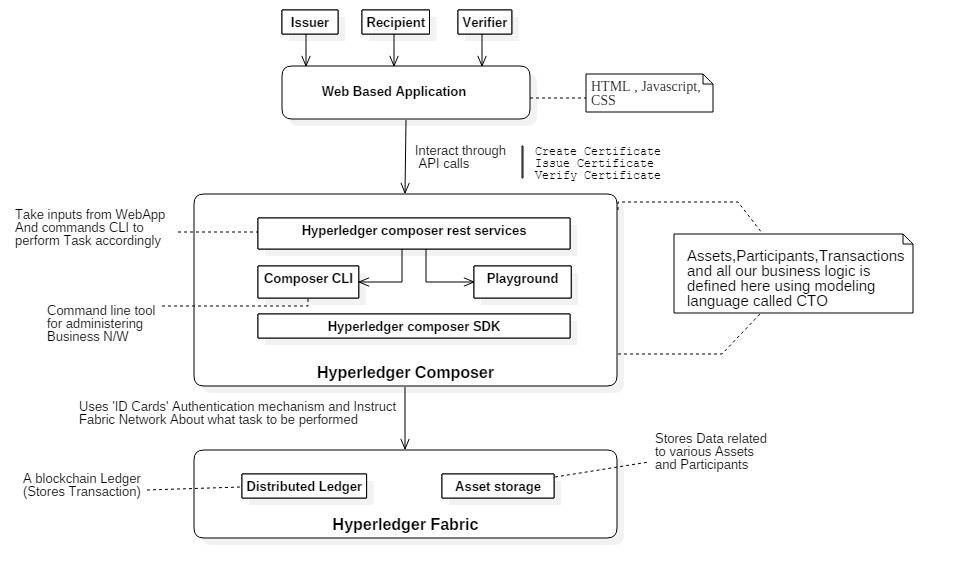 Issuer
Recipient
Verifier
Web Based Application
HTML , Javascript,
CSS
Interact through
API calls
Create Certificate
Issue Certificate
Verify Certificate
Take inputs from WebApp
And commands CLI to
perform Task accordingly
Hyperledger composer rest services
Composer CLI
Playground
Assets,Participants,Transactions
and all our business logic is
defined here using modeling
language called CTO
Command line tool
for administering
Business N/W
Hyperledger composer SDK
Hyperledger Composer
Uses 'ID Cards' Authentication mechanism and Instruct
Fabric Network About what task to be performed
Stores Data related
to various Assets
and Participants
A blockchain Ledger
(Stores Transaction)
Distributed Ledger
Asset storage
Hyperledger Fabric